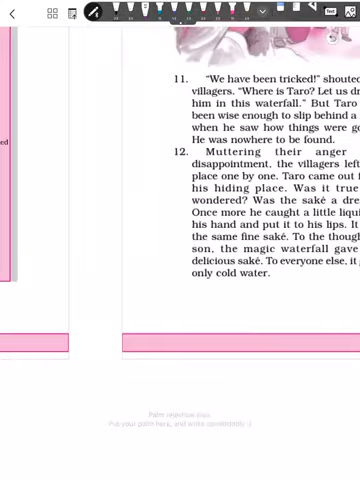 Text
ed
11. “We have been tricked!” shouted
villagers. “Where is Taro? Let us
him in this waterfall.” But Taro
been wise enough to slip behind a
when he saw how things were
He was nowhere to be found.
12. Muttering their anger
disappointment, the villagers left
place one by one. Taro came out
his hiding place. Was it true
wondered? Was the saké a
Once more he caught a little
his hand and put it to his lips. It
the same fine saké. To the
son, the magic waterfall gave
delicious saké. To everyone else, it
only cold water.
Palm rejection area
Put your palm here, and write comfortably :)